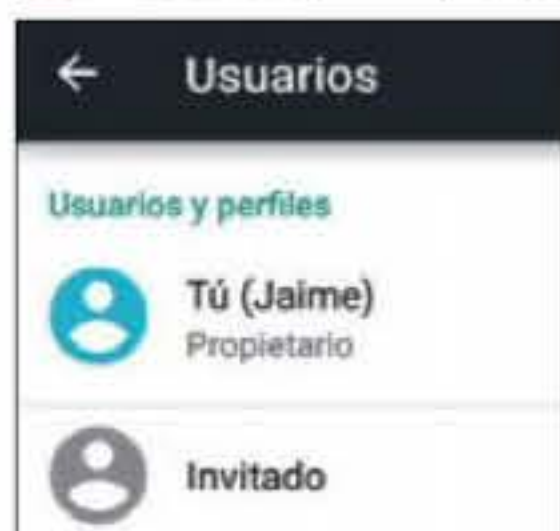 Usuarios
Usuarios y perfiles
Tú (Jaime)
Propietario
Invitado